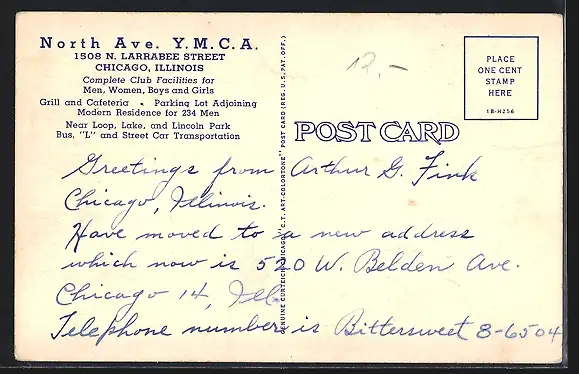 North Ave. Y.M.C.A.
1508 N. LARRABEE STREET
CHICAGO, ILLINOIS
Complete Club Facilities for
Men, Women, Boys and Girls
Grill and Cafeteria • Parking Lot Adjoining
Modern Residence for 234 Men
Near Loop, Lake, and Lincoln Park
Bus, "L" and Street Car Transportation
12,-
PLACE
ONE CENT
STAMP
HERE
1B-H256
POST CARD
GENUINE CURTEICH-CHICAGO "C.T. ART-COLORTONE" POST CARD (REG. U.S. PAT. OFF.)
Greetings from Arthur G. Fink
Chicago, Illinois.
Have moved to a new address
which now is 520 W. Belden Ave.
Chicago 14, Ill.
Telephone number is Bittersweet 8-6504